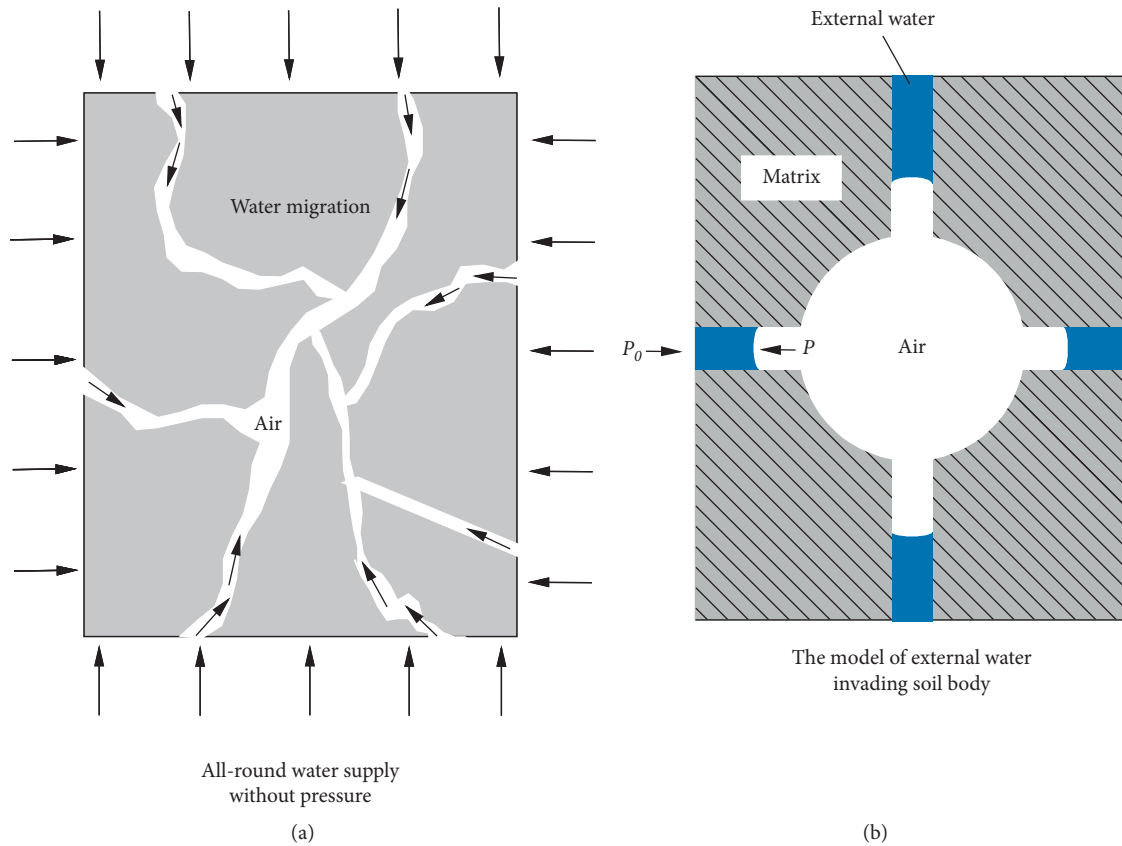 Water migration
Air
All-round water supply
without pressure
(a)
External water
Matrix
P₀
P
Air
The model of external water
invading soil body
(b)